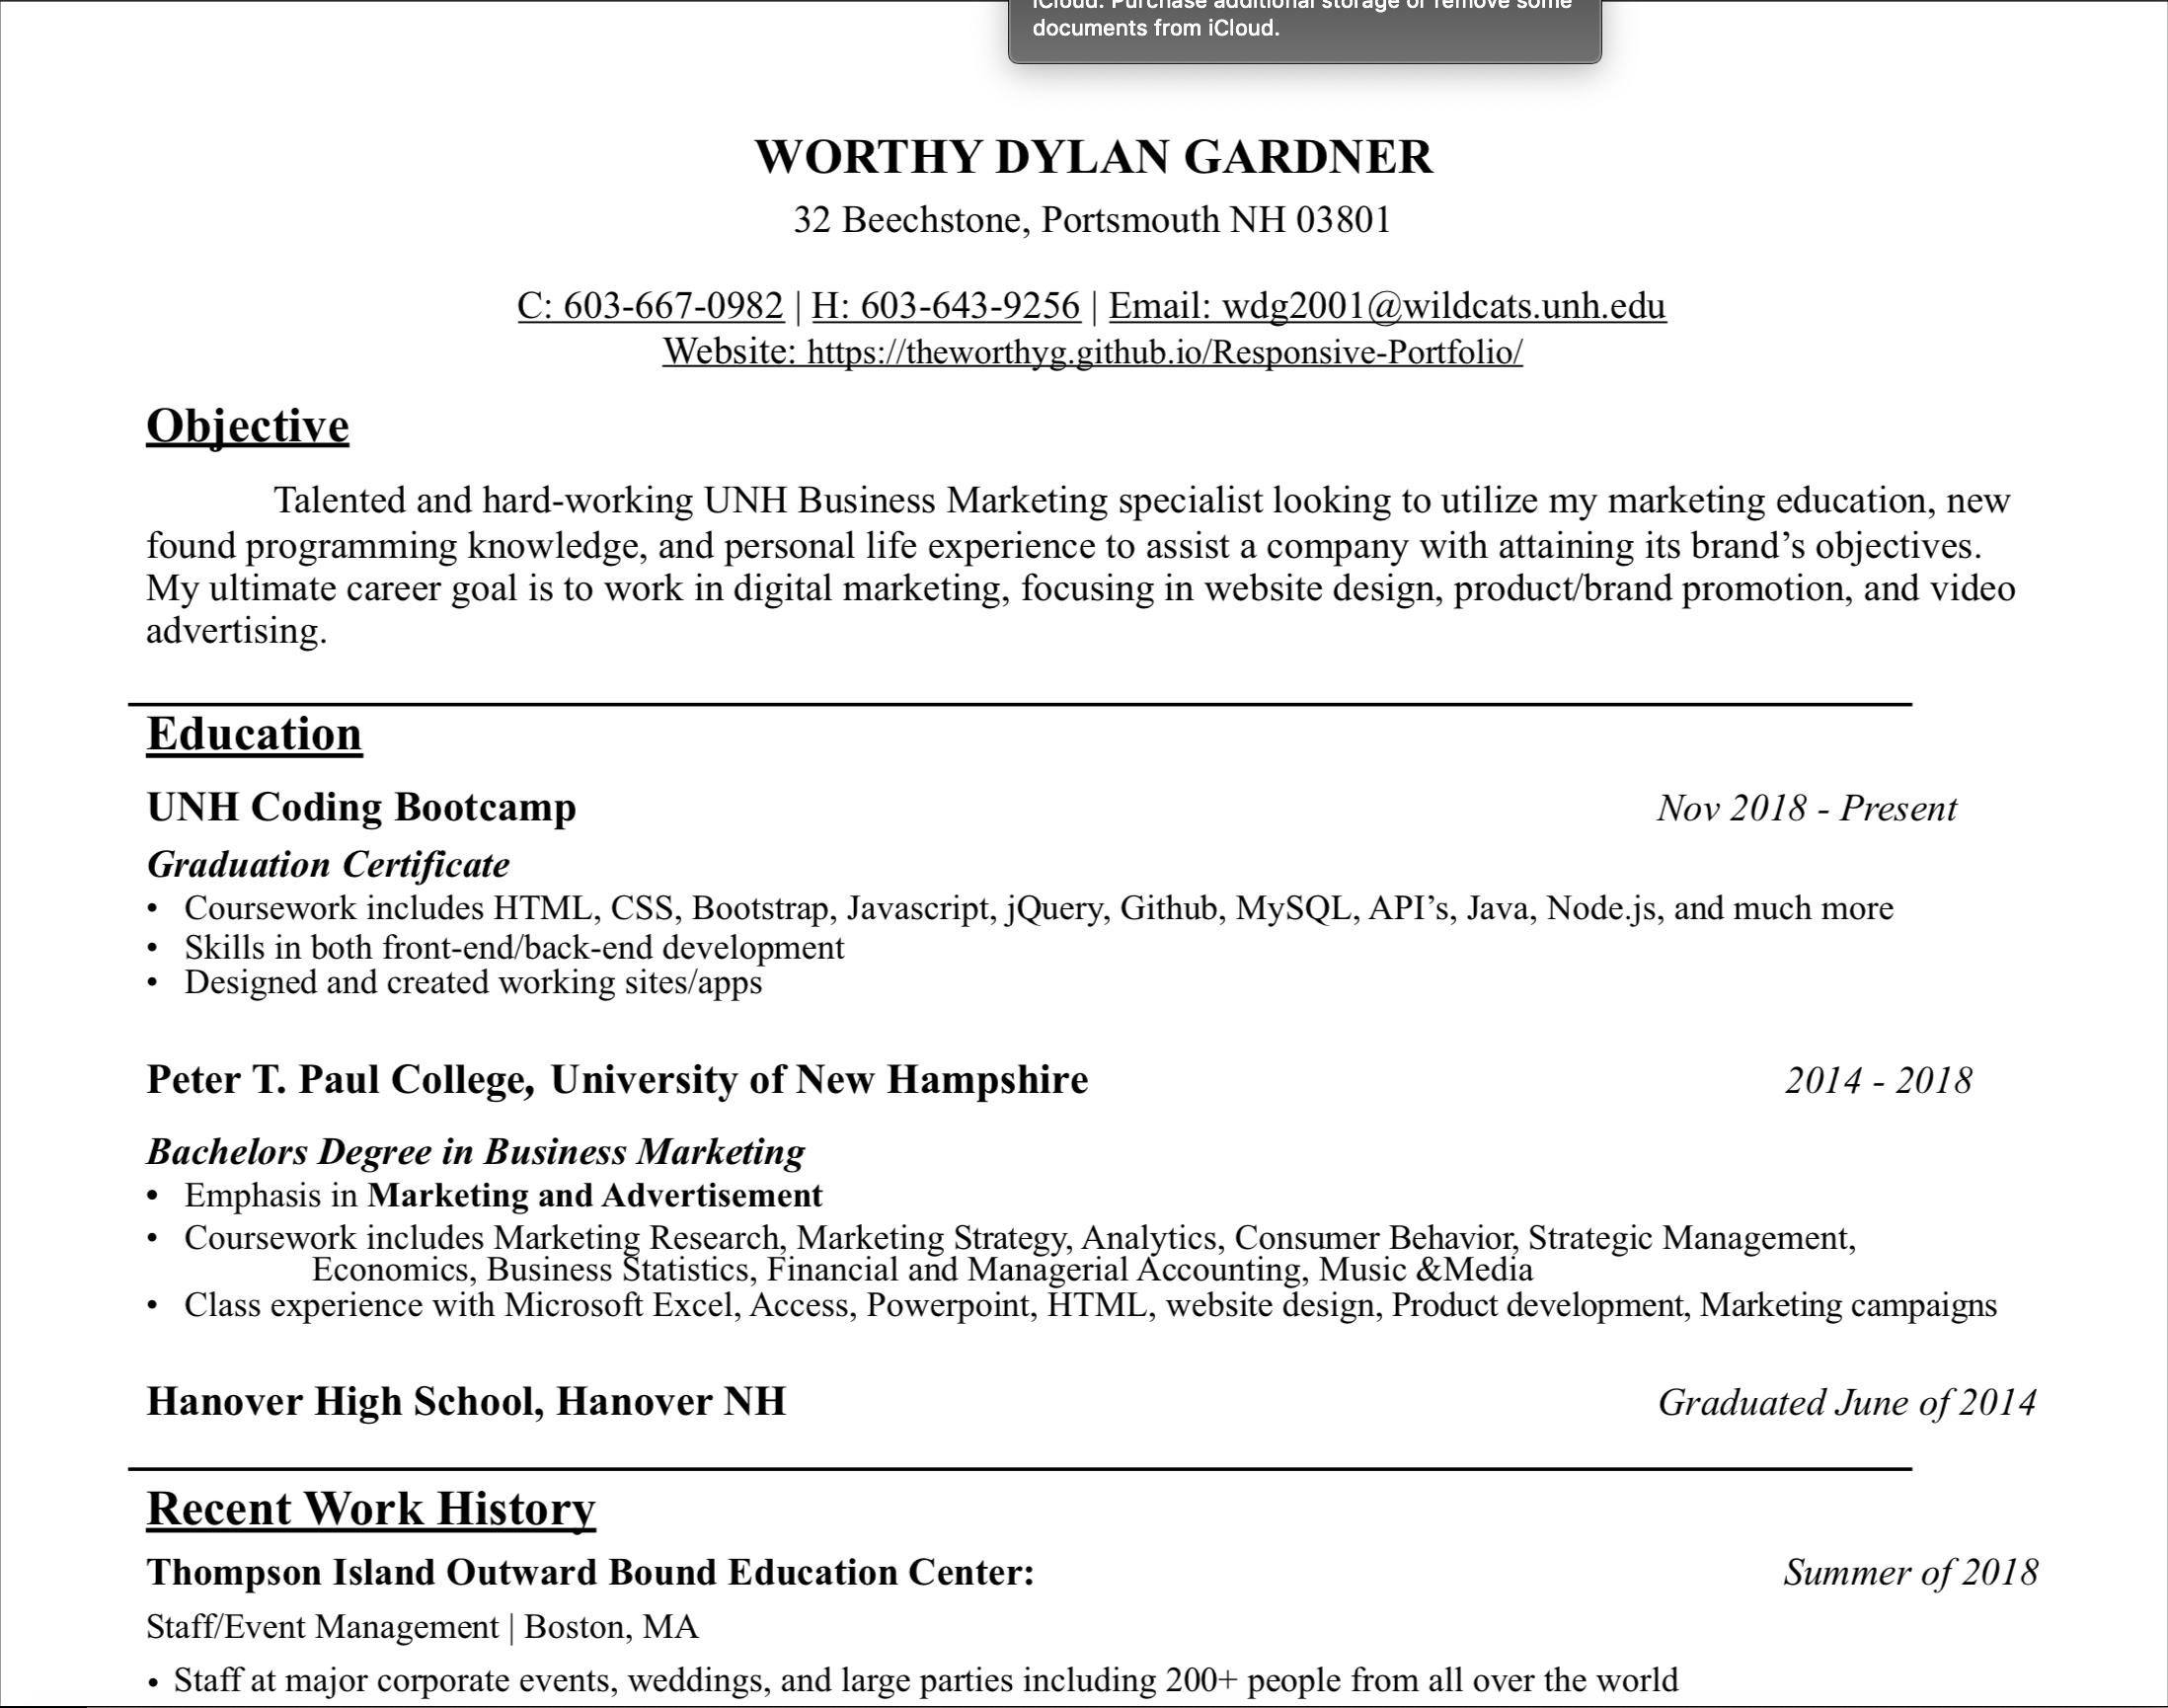 iCloud. Purchase additional storage or remove some
documents from iCloud.
WORTHY DYLAN GARDNER
32 Beechstone, Portsmouth NH 03801
C: 603-667-0982 | H: 603-643-9256 | Email: wdg2001@wildcats.unh.edu
Website: https://theworthyg.github.io/Responsive-Portfolio/
Objective
Talented and hard-working UNH Business Marketing specialist looking to utilize my marketing education, new
found programming knowledge, and personal life experience to assist a company with attaining its brand’s objectives.
My ultimate career goal is to work in digital marketing, focusing in website design, product/brand promotion, and video
advertising.
Education
UNH Coding Bootcamp Nov 2018 - Present
Graduation Certificate
• Coursework includes HTML, CSS, Bootstrap, Javascript, jQuery, Github, MySQL, API’s, Java, Node.js, and much more
• Skills in both front-end/back-end development
• Designed and created working sites/apps
Peter T. Paul College, University of New Hampshire 2014 - 2018
Bachelors Degree in Business Marketing
• Emphasis in Marketing and Advertisement
• Coursework includes Marketing Research, Marketing Strategy, Analytics, Consumer Behavior, Strategic Management,
Economics, Business Statistics, Financial and Managerial Accounting, Music &Media
• Class experience with Microsoft Excel, Access, Powerpoint, HTML, website design, Product development, Marketing campaigns
Hanover High School, Hanover NH Graduated June of 2014
Recent Work History
Thompson Island Outward Bound Education Center: Summer of 2018
Staff/Event Management | Boston, MA
• Staff at major corporate events, weddings, and large parties including 200+ people from all over the world